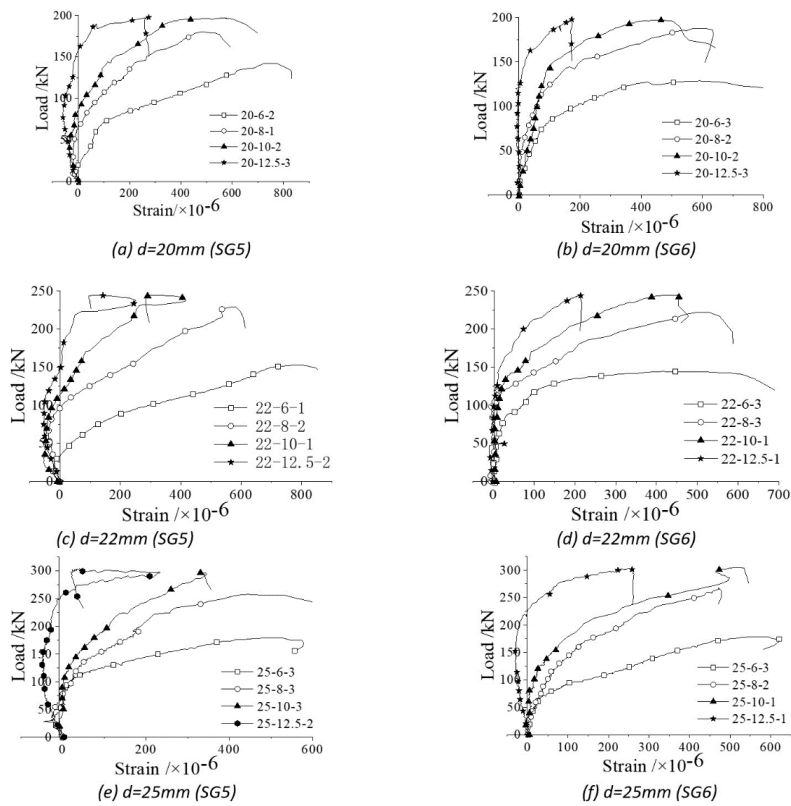 200
150
100
50
0
Load /kN
20-6-2
20-8-1
20-10-2
20-12.5-3
0 200 400 600 800
Strain/×10-6
(a) d=20mm (SG5)
200
150
100
50
0
Load /kN
20-6-3
20-8-2
20-10-2
20-12.5-3
0 200 400 600 800
Strain /×10-6
(b) d=20mm (SG6)
250
200
150
100
50
0
Load/kN
22-6-1
22-8-2
22-10-1
22-12.5-2
0 200 400 600 800
Strain /×10-6
(c) d=22mm (SG5)
250
200
150
100
50
0
Load/kN
22-6-3
22-8-3
22-10-1
22-12.5-1
0 100 200 300 400 500 600 700
Strain /×10-6
(d) d=22mm (SG6)
300
250
200
150
100
50
0
Load /kN
25-6-3
25-8-3
25-10-3
25-12.5-2
0 200 400 600
Strain /×10-6
(e) d=25mm (SG5)
300
250
200
150
100
50
0
Load /kN
25-6-3
25-8-2
25-10-1
25-12.5-1
0 100 200 300 400 500 600
Strain /×10-6
(f) d=25mm (SG6)